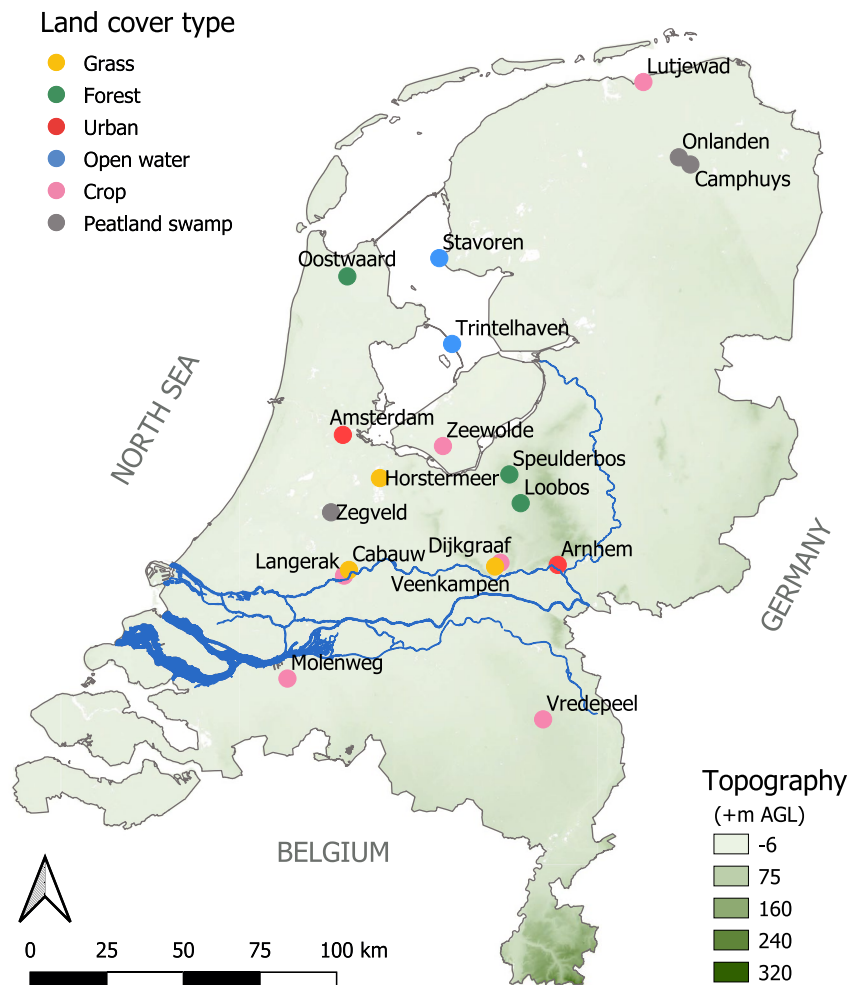 Land cover type
Grass
Forest
Urban
Open water
Crop
Peatland swamp
Lutjewad
Onlanden
Camphuys
Stavoren
Oostwaard
Trintelhaven
NORTH SEA
Amsterdam
Zeewolde
Speulderbos
Horstermeer
Loobos
Zegveld
Dijkgraaf
Arnhem
Langerak
Cabauw
Veenkampen
GERMANY
Molenweg
Vredepeel
BELGIUM
Topography
(+m AGL)
-6
75
160
240
320
0 25 50 75 100 km